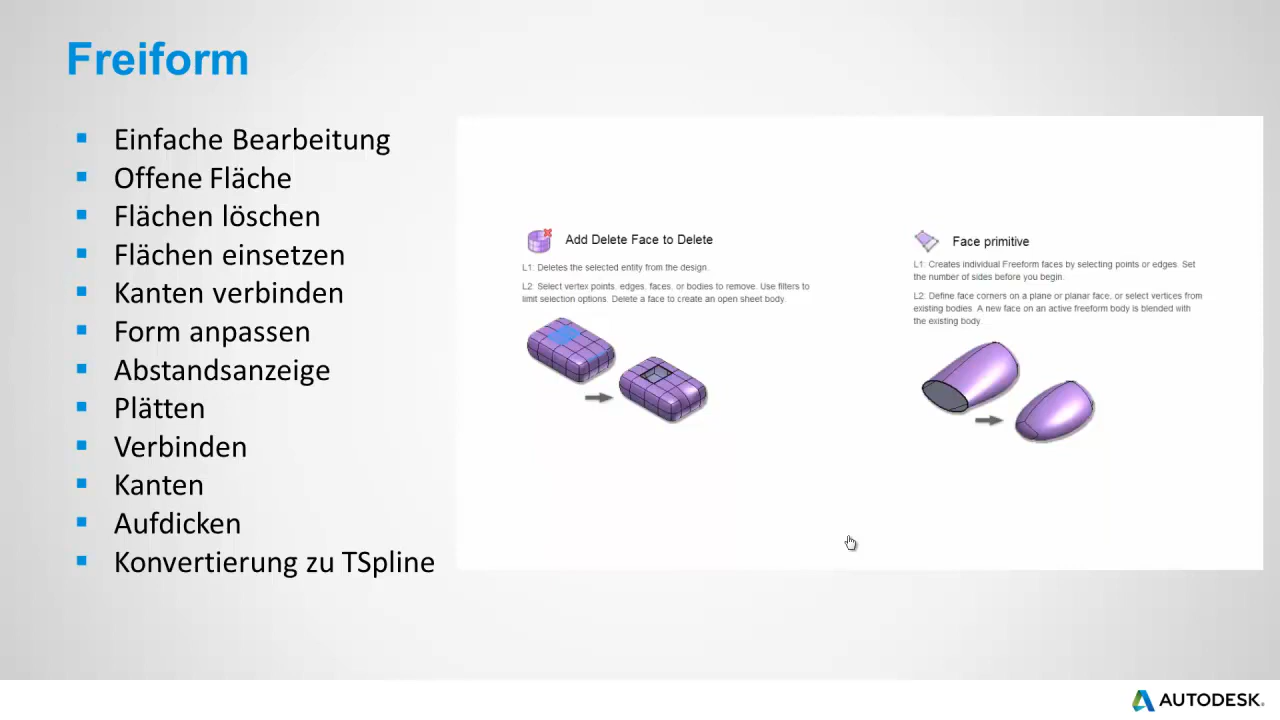 Freiform
Einfache Bearbeitung
Offene Fläche
Flächen löschen
Flächen einsetzen
Kanten verbinden
Form anpassen
Abstandsanzeige
Plätten
Verbinden
Kanten
Aufdicken
Konvertierung zu TSpline
Add Delete Face to Delete
L1: Deletes the selected entity from the design.
L2: Select vertex points, edges, faces, or bodies to remove. Use filters to
limit selection options. Delete a face to create an open sheet body.
Face primitive
L1: Creates individual Freeform faces by selecting points or edges. Set
the number of sides before you begin.
L2: Define face corners on a plane or planar face, or select vertices from
existing bodies. A new face on an active freeform body is blended with
the existing body.
AUTODESK.